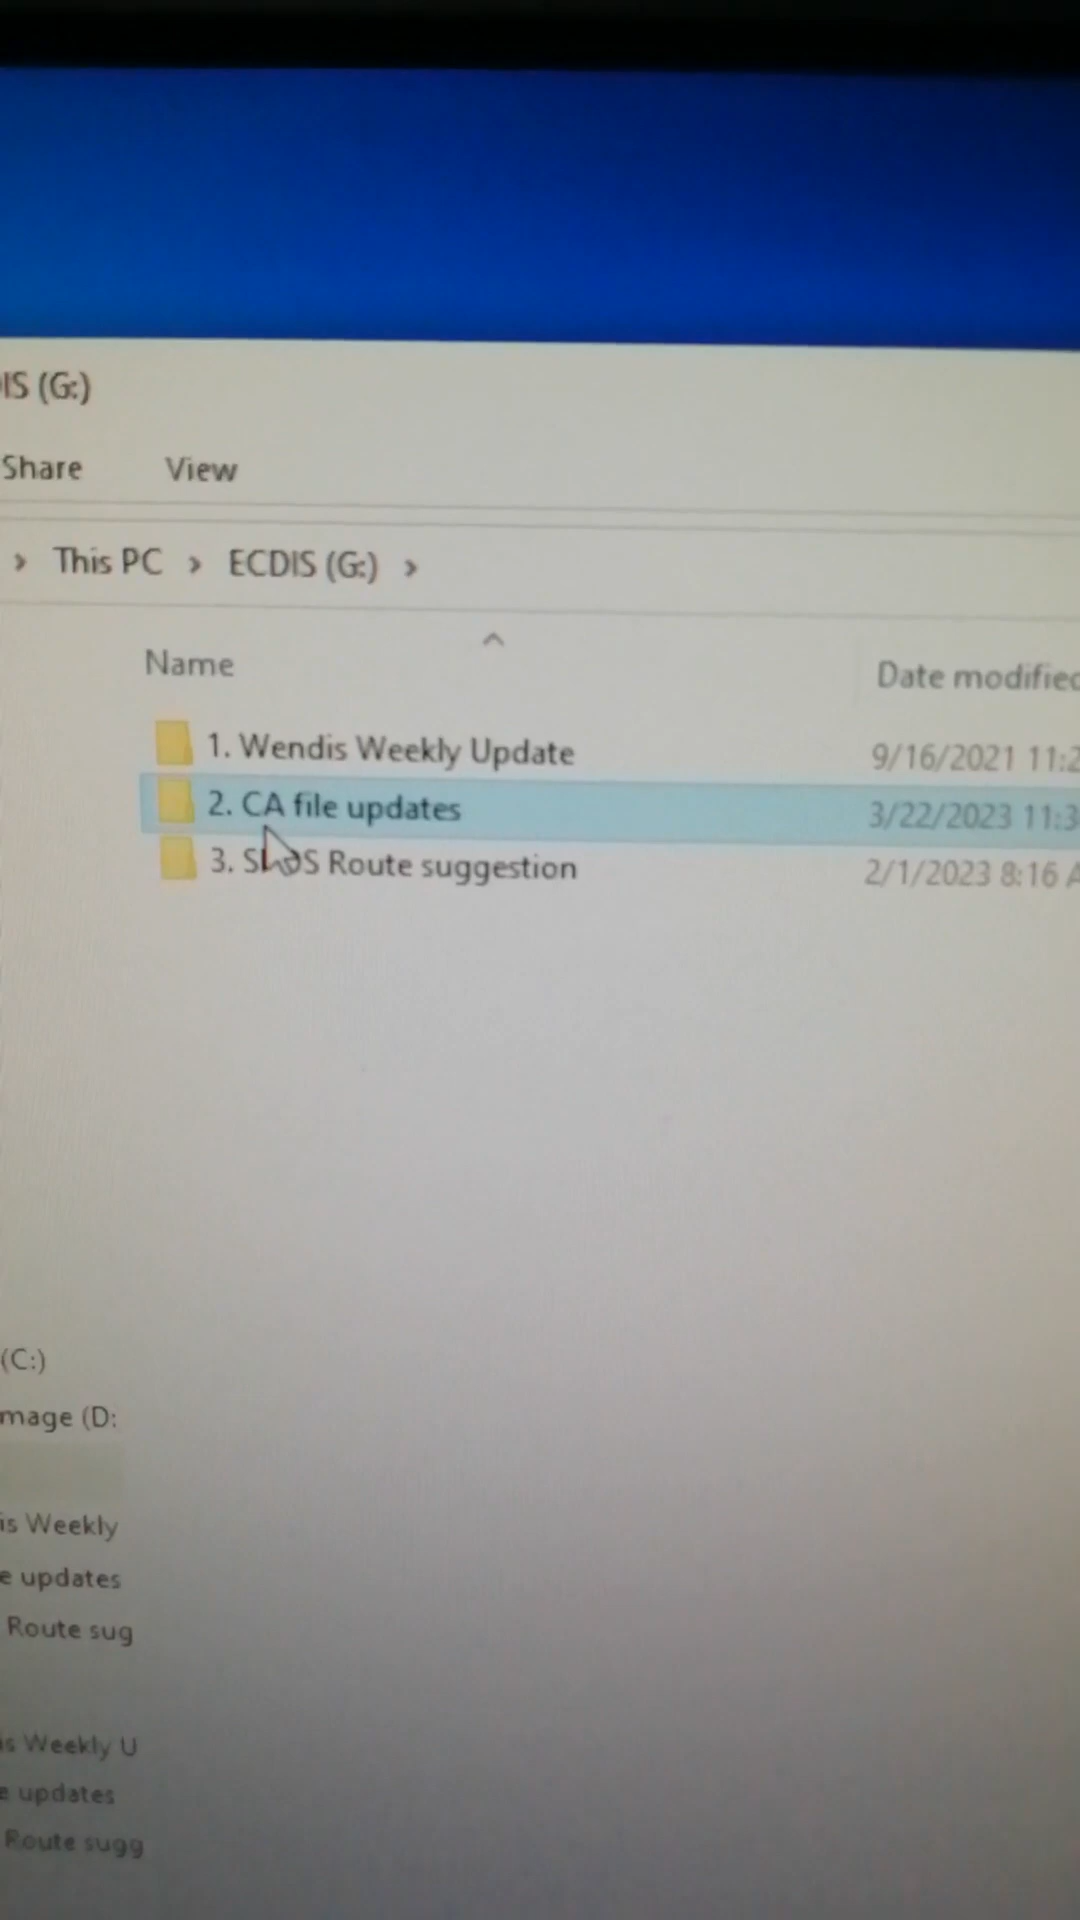 IS (G:)
Share View
› This PC › ECDIS (G:) ›
Name Date modified
1. Wendis Weekly Update 9/16/2021 11:2
2. CA file updates 3/22/2023 11:3
3. Route suggestion 2/1/2023 8:16 A
(C:)
mage (D:
is Weekly
e updates
Route sug
is Weekly U
e updates
Route sugg